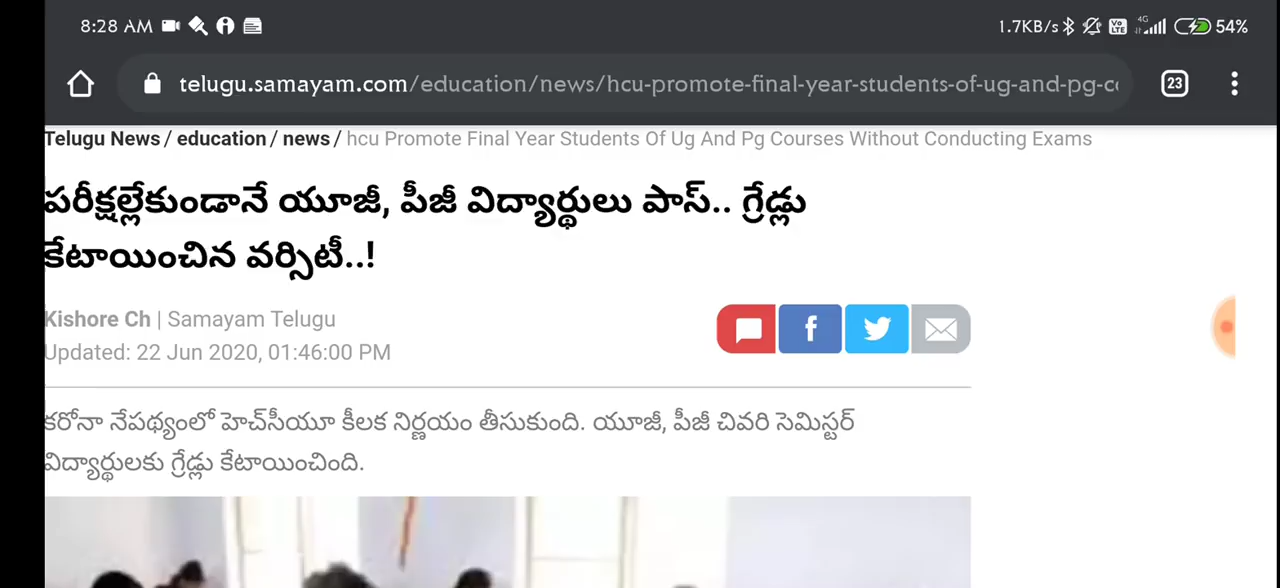 8:28 AM 1.7KB/s Vo LTE 4G 54%
telugu.samayam.com/education/news/hcu-promote-final-year-students-of-ug-and-pg-c 23
Telugu News / education / news / hcu Promote Final Year Students Of Ug And Pg Courses Without Conducting Exams
పరీక్షల్లేకుండానే యూజీ, పీజీ విద్యార్థులు పాస్.. గ్రేడ్లు
కేటాయించిన వర్సిటీ..!
Kishore Ch | Samayam Telugu
Updated: 22 Jun 2020, 01:46:00 PM
కరోనా నేపథ్యంలో హెచ్‌సీయూ కీలక నిర్ణయం తీసుకుంది. యూజీ, పీజీ చివరి సెమిస్టర్
విద్యార్థులకు గ్రేడ్లు కేటాయించింది.